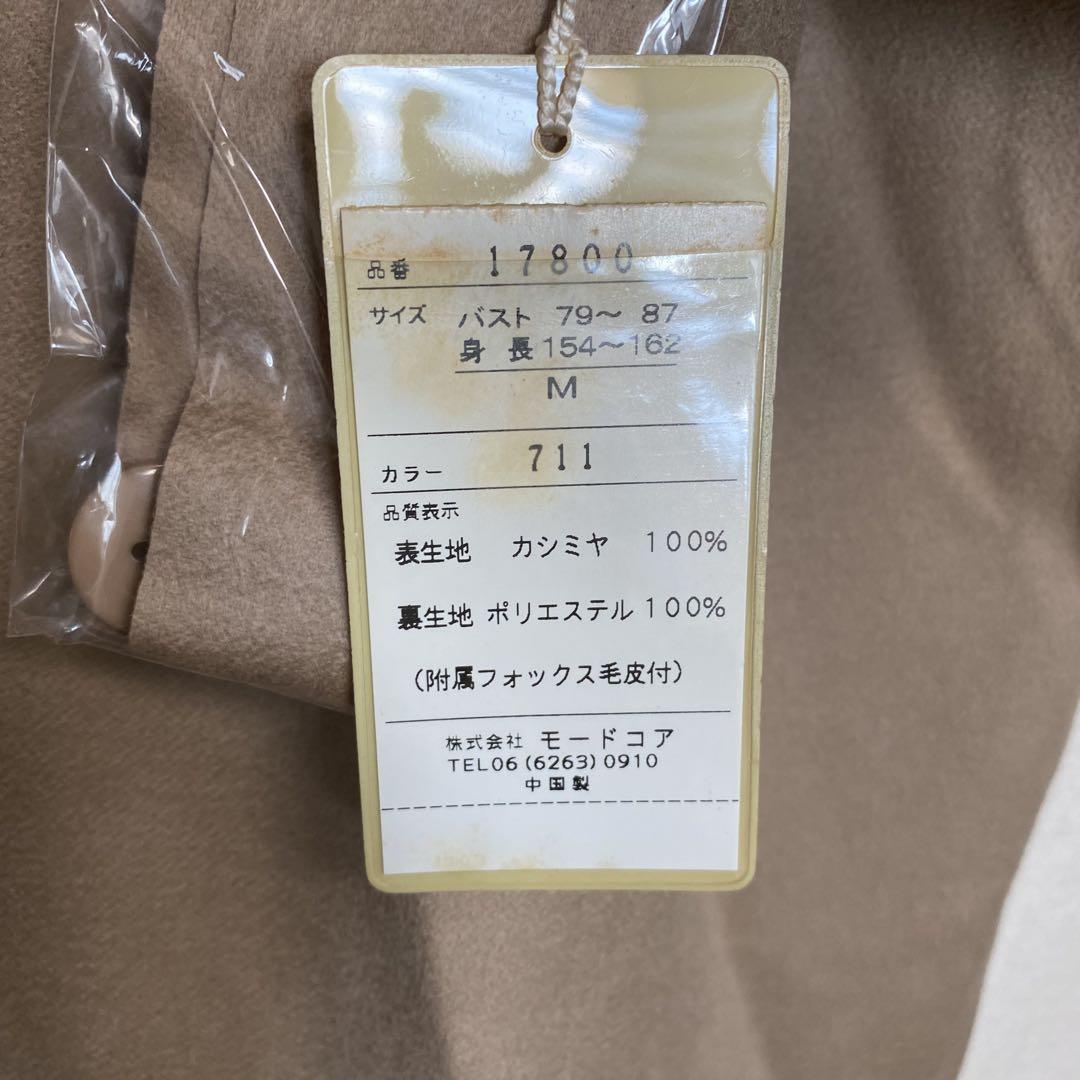 品番 17800
サイズ バスト 79～87
身長154～162
M
カラー 711
品質表示
表生地 カシミヤ 100%
裏生地 ポリエステル 100%
(附属フォックス毛皮付)
株式会社 モードコア
TEL06(6263)0910
中国製